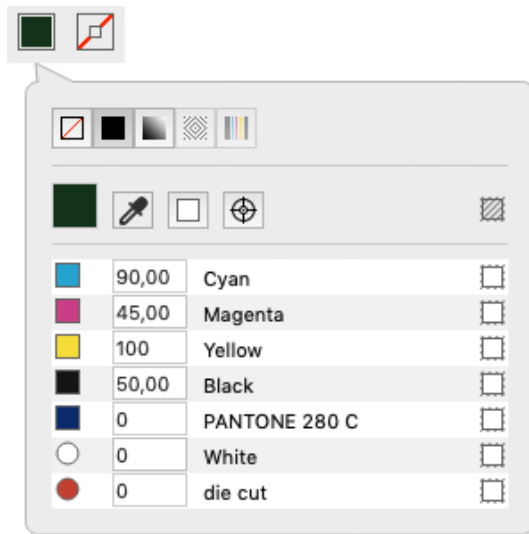 90,00 Cyan
45,00 Magenta
100 Yellow
50,00 Black
0 PANTONE 280 C
0 White
0 die cut